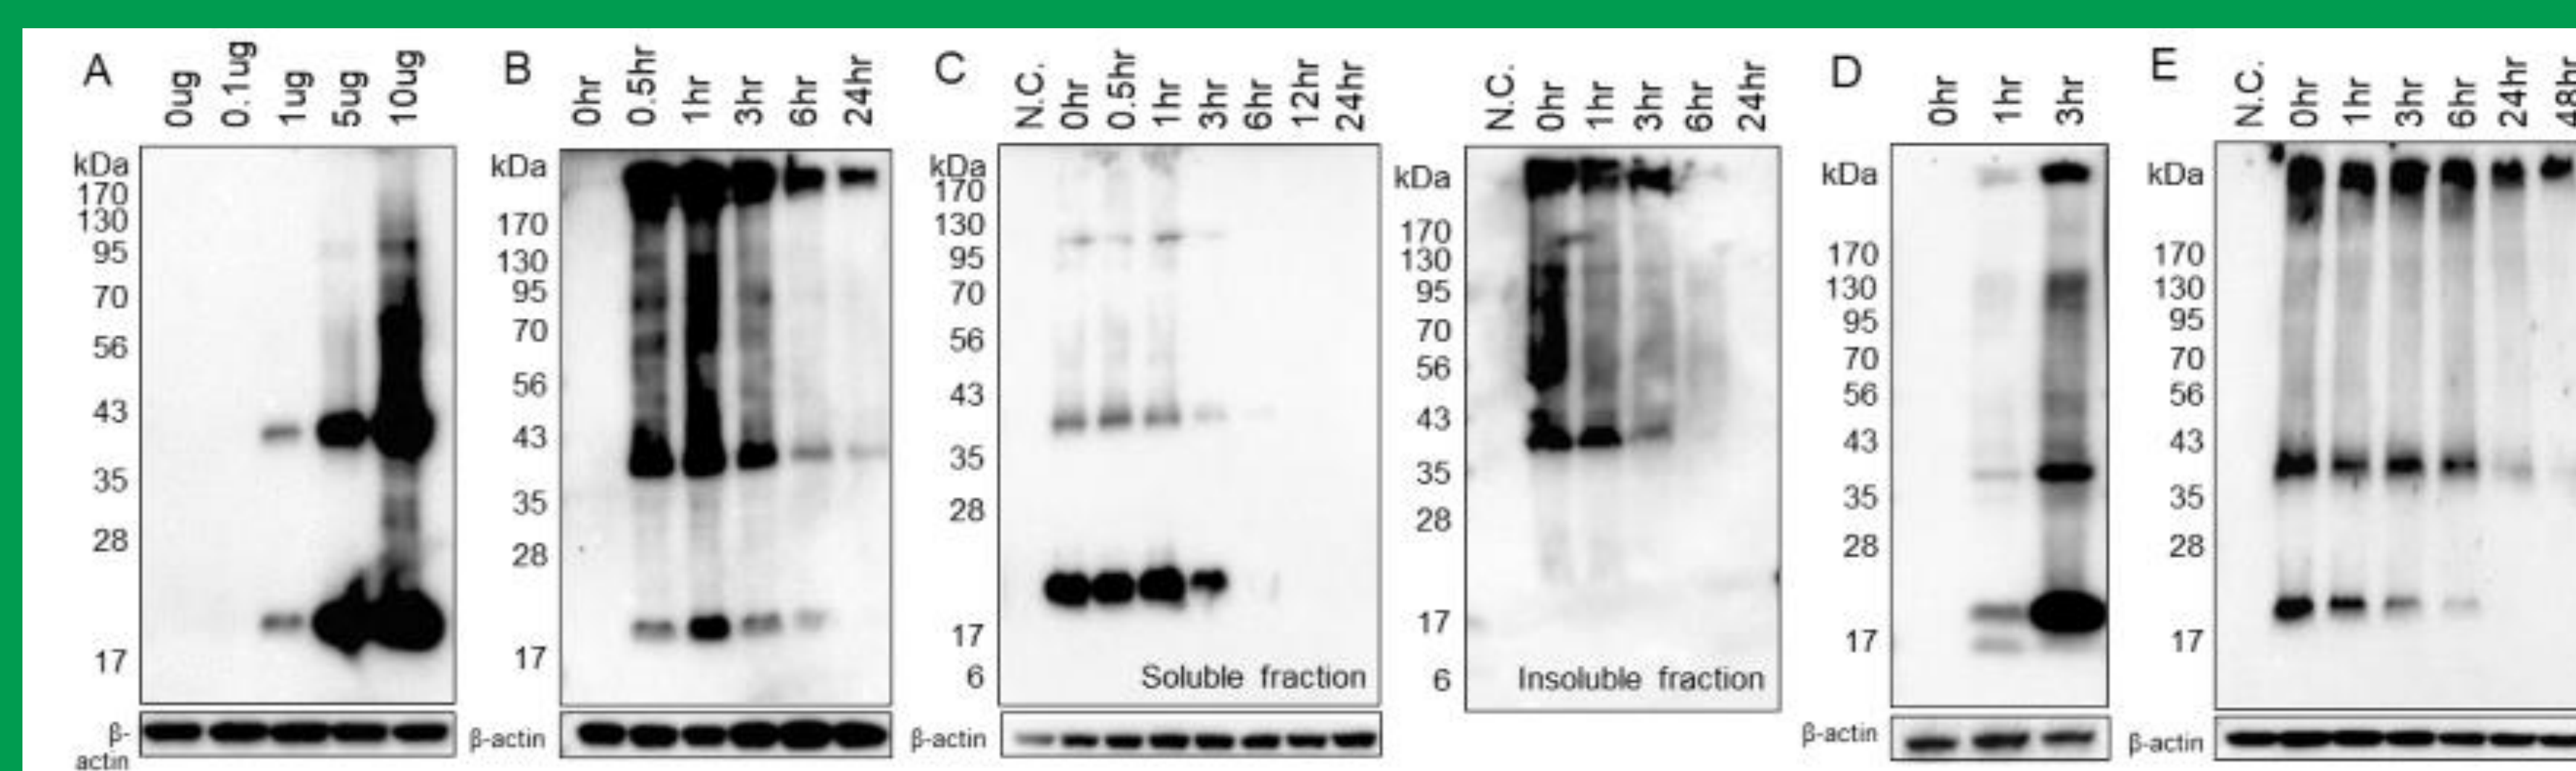 A
0ug
0.1ug
1ug
5ug
10ug
kDa
170
130
95
70
56
43
35
28
17
β-
actin
B
0hr
0.5hr
1hr
3hr
6hr
24hr
kDa
170
130
95
70
56
43
35
28
17
β-actin
C
N.C.
0hr
0.5hr
1hr
3hr
6hr
12hr
24hr
kDa
170
130
95
70
56
43
35
28
17
6
Soluble fraction
β-actin
N.C.
0hr
1hr
3hr
6hr
24hr
kDa
170
130
95
70
56
43
35
28
17
6
Insoluble fraction
D
0hr
1hr
3hr
kDa
170
130
95
70
56
43
35
28
17
β-actin
E
N.C.
0hr
1hr
3hr
6hr
24hr
48hr
kDa
170
130
95
70
56
43
35
28
17
β-actin